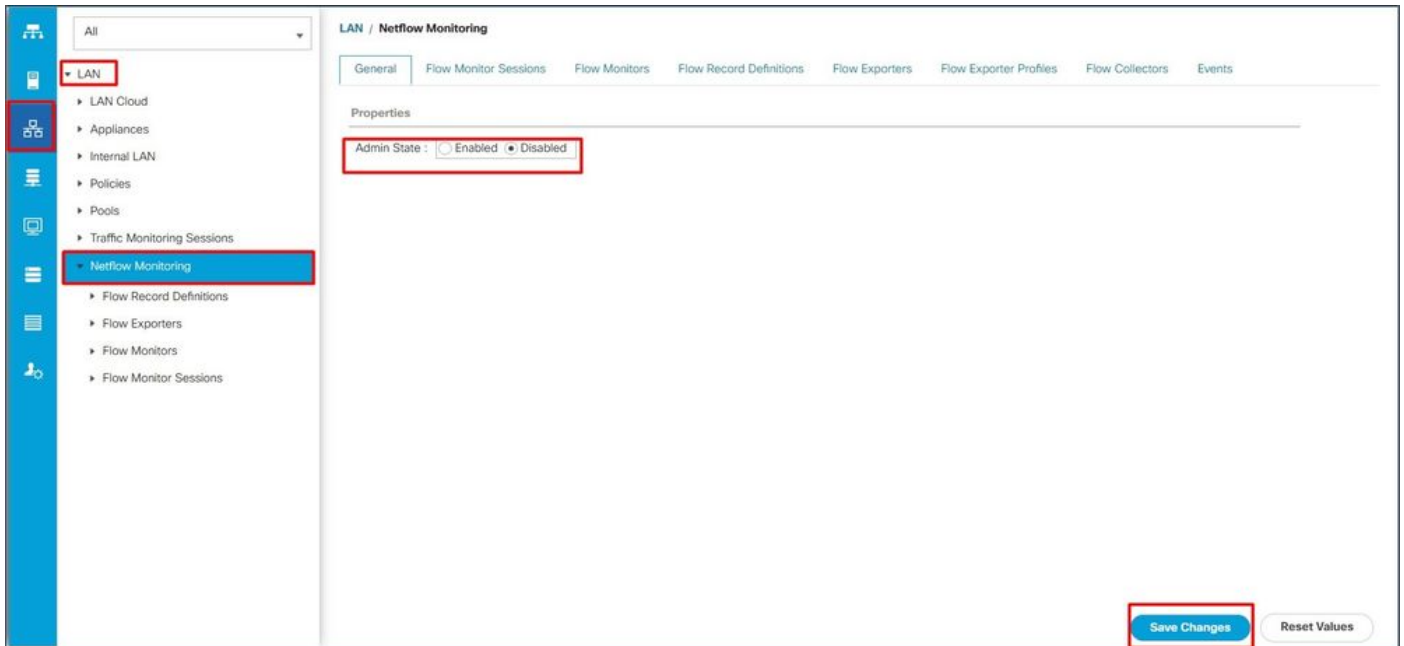 All
LAN
LAN Cloud
Appliances
Internal LAN
Policies
Pools
Traffic Monitoring Sessions
Netflow Monitoring
Flow Record Definitions
Flow Exporters
Flow Monitors
Flow Monitor Sessions
LAN / Netflow Monitoring
General Flow Monitor Sessions Flow Monitors Flow Record Definitions Flow Exporters Flow Exporter Profiles Flow Collectors Events
Properties
Admin State : Enabled Disabled
Save Changes Reset Values